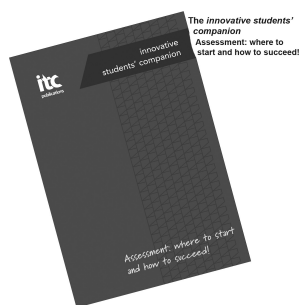 The innovative students'
companion
Assessment: where to
start and how to succeed!
innovative
students' companion
itc
publications
Assessment: where to start
and how to succeed!